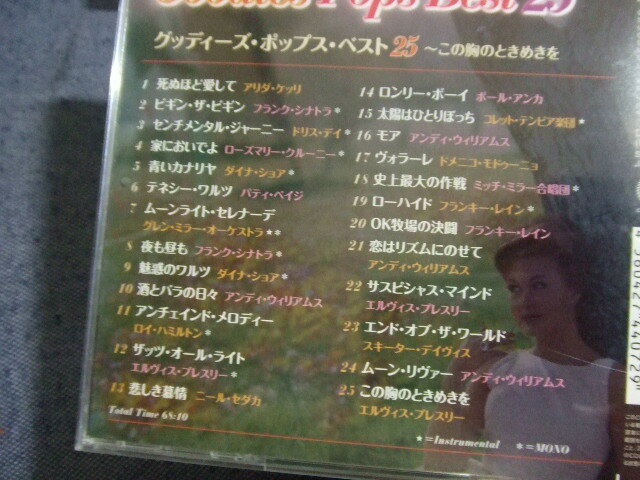 Goodies Pops Best 25
グッディーズ・ポップス・ベスト 25 ～この胸のときめきを
1 死ぬほど愛して アリダ・ケッリ
2 ビギン・ザ・ビギン フランク・シナトラ*
3 センチメンタル・ジャーニー ドリス・デイ*
4 家においでよ ローズマリー・クルーニー*
5 青いカナリヤ ダイナ・ショア*
6 テネシー・ワルツ パティ・ペイジ
7 ムーンライト・セレナーデ
グレン・ミラー・オーケストラ★*
8 夜も昼も フランク・シナトラ*
9 魅惑のワルツ ダイナ・ショア*
10 酒とバラの日々 アンディ・ウィリアムス
11 アンチェインド・メロディー
ロイ・ハミルトン*
12 ザッツ・オール・ライト
エルヴィス・プレスリー*
13 悲しき慕情 ニール・セダカ
Total Time 68:10
14 ロンリー・ボーイ ポール・アンカ
15 太陽はひとりぼっち コレット・テンピア楽団*
16 モア アンディ・ウィリアムス
17 ヴォラーレ ドメニコ・モドゥーニョ
18 史上最大の作戦 ミッチ・ミラー合唱団*
19 ローハイド フランキー・レイン*
20 OK牧場の決闘 フランキー・レイン
21 恋はリズムにのせて
アンディ・ウィリアムス
22 サスピシャス・マインド
エルヴィス・プレスリー
23 エンド・オブ・ザ・ワールド
スキーター・デイヴィス
24 ムーン・リヴァー アンディ・ウィリアムス
25 この胸のときめきを
エルヴィス・プレスリー
★=Instrumental *=MONO